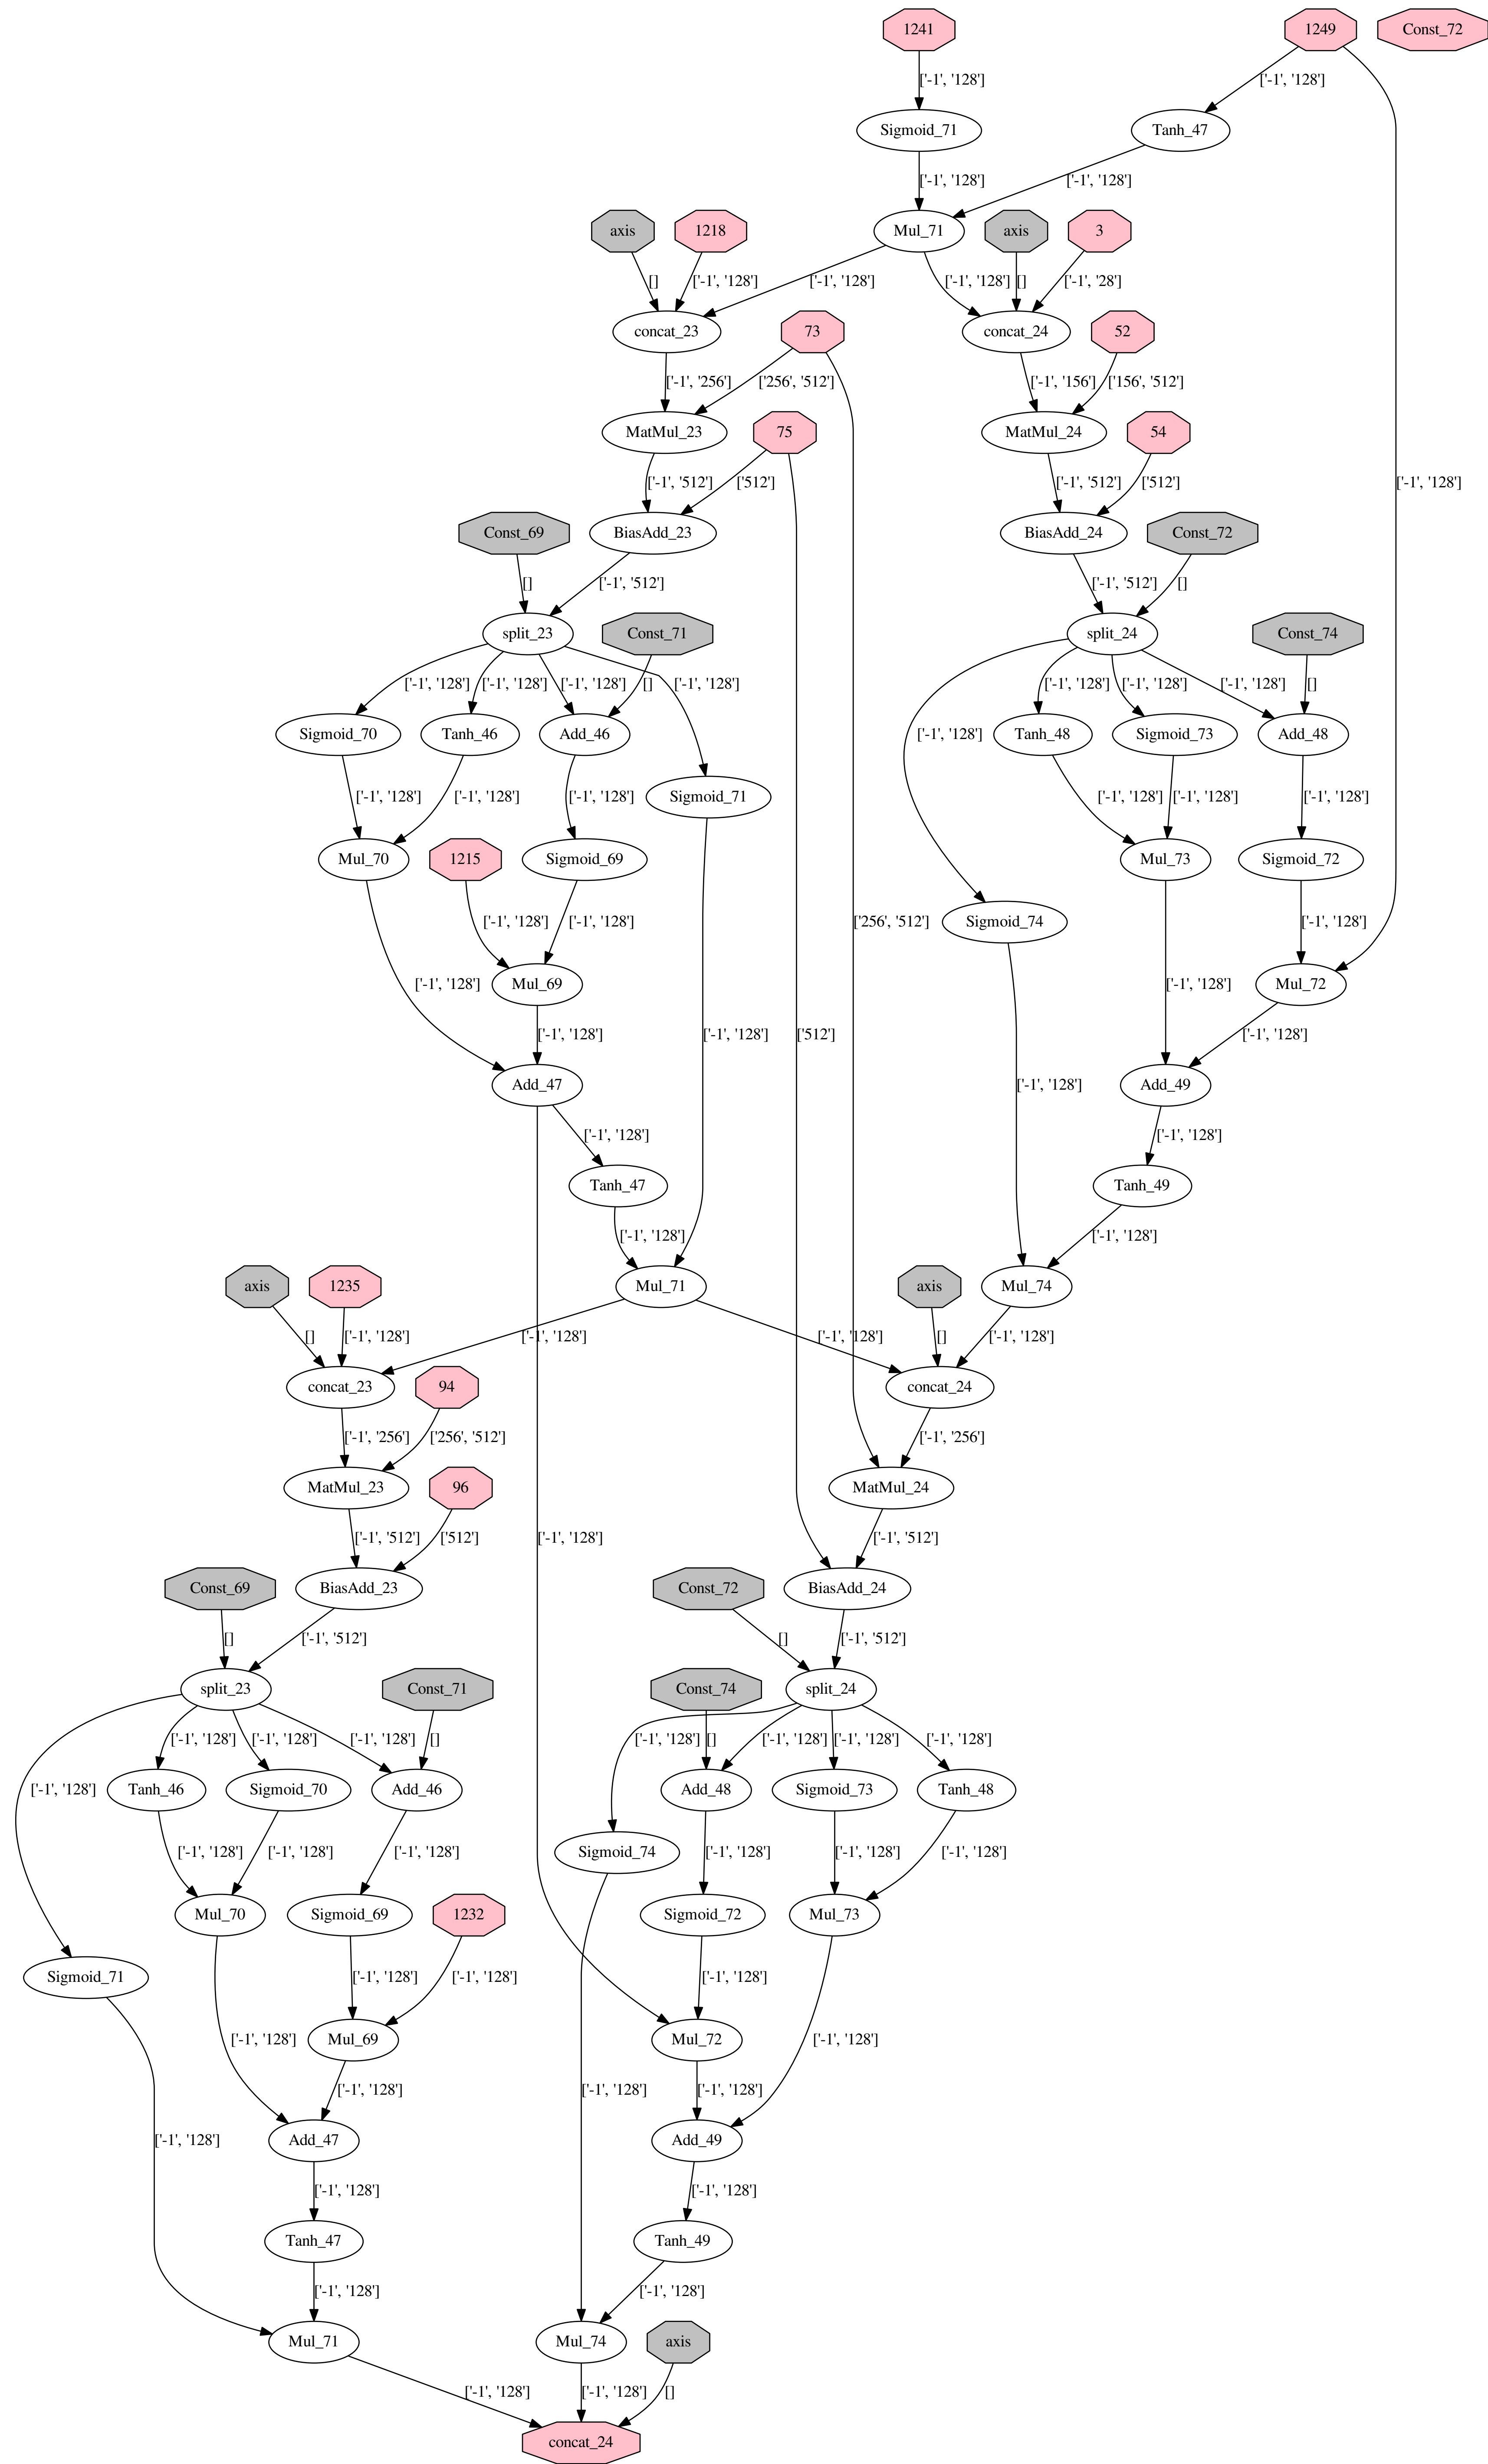 1241
1249
Const_72
['-1', '128']
['-1', '128']
Sigmoid_71
Tanh_47
['-1', '128']
['-1', '128']
axis
1218
Mul_71
axis
3
[]
['-1', '128']
['-1', '128']
['-1', '128']
[]
['-1', '28']
concat_23
73
concat_24
52
['-1', '256']
['256', '512']
['-1', '156']
['156', '512']
MatMul_23
75
MatMul_24
54
['-1', '512']
['512']
['-1', '512']
['512']
['-1', '128']
Const_69
BiasAdd_23
BiasAdd_24
Const_72
[]
['-1', '512']
['-1', '512']
[]
split_23
Const_71
split_24
Const_74
['-1', '128']
['-1', '128']
['-1', '128']
[]
['-1', '128']
['-1', '128']
['-1', '128']
['-1', '128']
[]
Sigmoid_70
Tanh_46
Add_46
['-1', '128']
Tanh_48
Sigmoid_73
Add_48
['-1', '128']
['-1', '128']
['-1', '128']
Sigmoid_71
['-1', '128']
['-1', '128']
['-1', '128']
Mul_70
1215
Sigmoid_69
Mul_73
Sigmoid_72
['-1', '128']
['-1', '128']
['256', '512']
Sigmoid_74
['-1', '128']
['-1', '128']
Mul_69
['-1', '128']
Mul_72
['-1', '128']
['-1', '128']
['512']
['-1', '128']
['-1', '128']
Add_47
['-1', '128']
Add_49
['-1', '128']
['-1', '128']
Tanh_47
Tanh_49
['-1', '128']
['-1', '128']
axis
1235
Mul_71
axis
Mul_74
[]
['-1', '128']
['-1', '128']
['-1', '128']
[]
['-1', '128']
concat_23
94
concat_24
['-1', '256']
['256', '512']
['-1', '256']
MatMul_23
96
MatMul_24
['-1', '512']
['512']
['-1', '128']
['-1', '512']
Const_69
BiasAdd_23
Const_72
BiasAdd_24
[]
['-1', '512']
[]
['-1', '512']
split_23
Const_71
Const_74
split_24
['-1', '128']
['-1', '128']
['-1', '128']
[]
['-1', '128']
[]
['-1', '128']
['-1', '128']
['-1', '128']
['-1', '128']
Tanh_46
Sigmoid_70
Add_46
Add_48
Sigmoid_73
Tanh_48
['-1', '128']
['-1', '128']
['-1', '128']
Sigmoid_74
['-1', '128']
['-1', '128']
['-1', '128']
Mul_70
Sigmoid_69
1232
Sigmoid_72
Mul_73
Sigmoid_71
['-1', '128']
['-1', '128']
['-1', '128']
['-1', '128']
Mul_69
Mul_72
['-1', '128']
['-1', '128']
['-1', '128']
['-1', '128']
['-1', '128']
['-1', '128']
Add_47
Add_49
['-1', '128']
['-1', '128']
Tanh_47
Tanh_49
['-1', '128']
['-1', '128']
Mul_71
Mul_74
axis
['-1', '128']
['-1', '128']
[]
concat_24